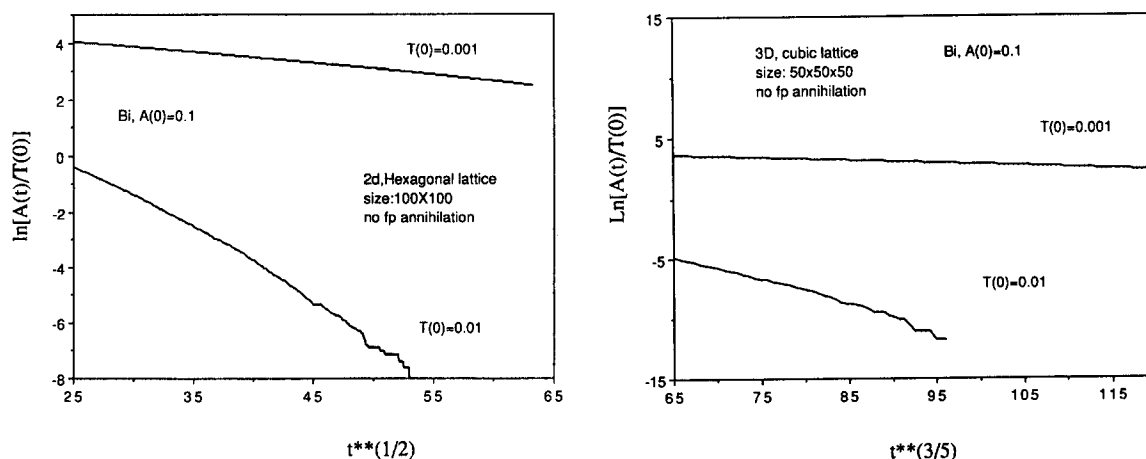 ln[A(t)/T(0)]
4
2
0
-2
-4
-6
-8
T(0)=0.001
Bi, A(0)=0.1
2d,Hexagonal lattice
size:100X100
no fp annihilation
T(0)=0.01
25
35
45
55
65
t**(1/2)
Ln[A(t)/T(0)]
15
5
-5
-15
3D, cubic lattice
size: 50x50x50
no fp annihilation
Bi, A(0)=0.1
T(0)=0.001
T(0)=0.01
65
75
85
95
105
115
t**(3/5)